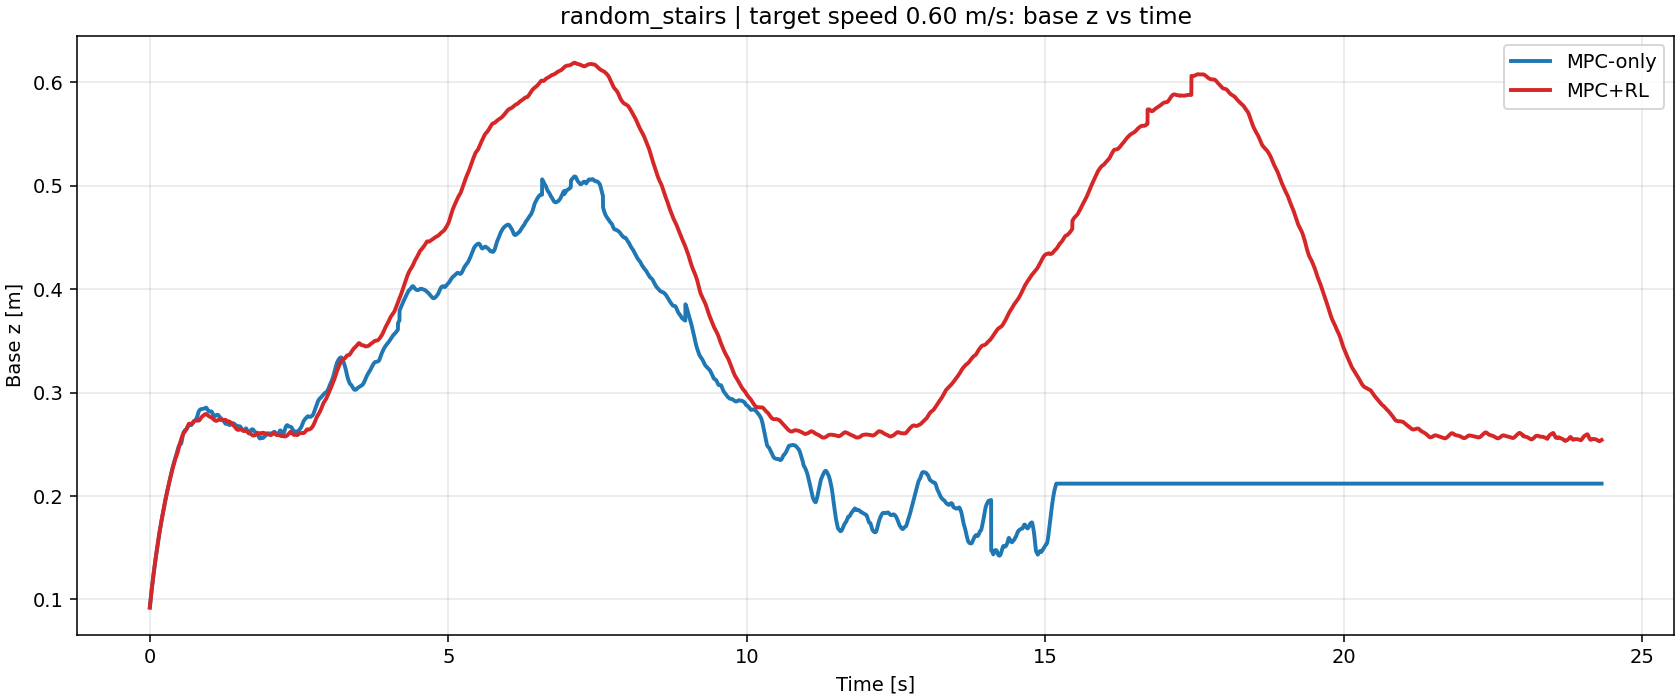 random_stairs | target speed 0.60 m/s: base z vs time
MPC-only
MPC+RL
Base z [m]
0.6
0.5
0.4
0.3
0.2
0.1
0 5 10 15 20 25
Time [s]